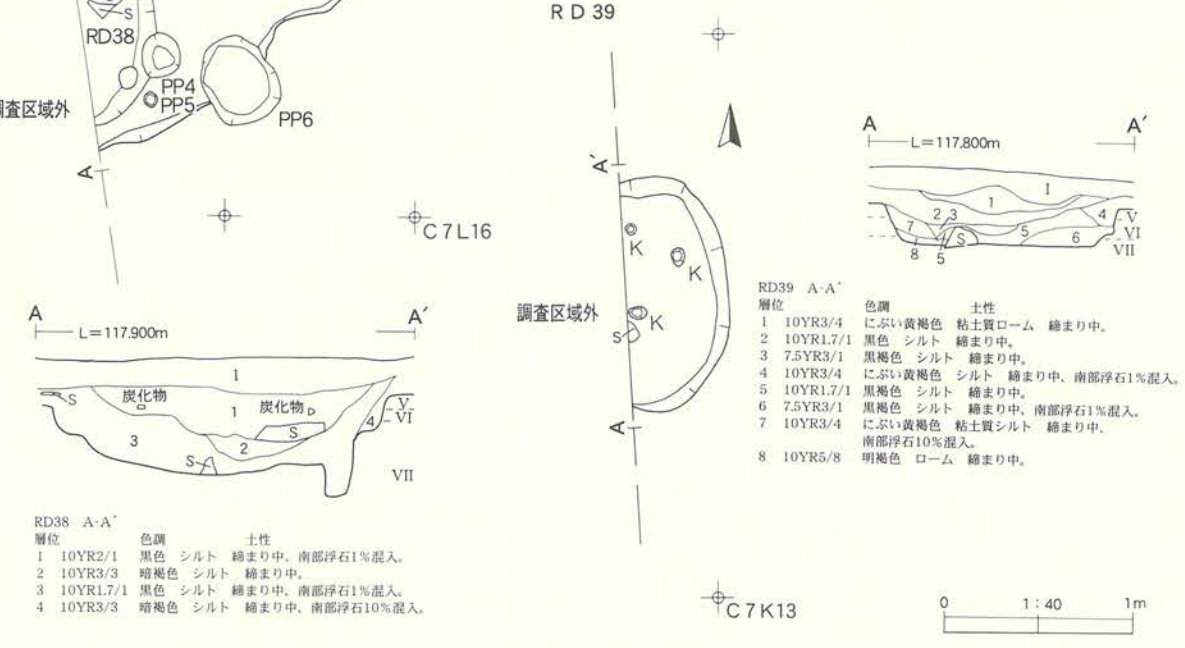 S
RD38
PP4
PP5
PP6
調査区域外
A
C7L16
A A′
L=117.900m
I
S 炭化物 1 炭化物 V
VI
3 S 4
S 2
VII
RD38 A-A′
層位 色調 土性
1 10YR2/1 黒色 シルト 締まり中、南部浮石1%混入。
2 10YR3/3 暗褐色 シルト 締まり中。
3 10YR1.7/1 黒色 シルト 締まり中、南部浮石1%混入。
4 10YR3/3 暗褐色 シルト 締まり中、南部浮石10%混入。
RD39
A′
K
K
調査区域外
K
S
A
C7K13
A A′
L=117.800m
I
1
2 3 4 V
7 S 5 6 VI
8 5 VII
RD39 A-A′
層位 色調 土性
1 10YR3/4 にぶい黄褐色 粘土質ローム 締まり中。
2 10YR1.7/1 黒色 シルト 締まり中。
3 7.5YR3/1 黒褐色 シルト 締まり中。
4 10YR3/4 にぶい黄褐色 シルト 締まり中、南部浮石1%混入。
5 10YR1.7/1 黒褐色 シルト 締まり中。
6 7.5YR3/1 黒褐色 シルト 締まり中、南部浮石1%混入。
7 10YR3/4 にぶい黄褐色 粘土質シルト 締まり中、
南部浮石10%混入。
8 10YR5/8 明褐色 ローム 締まり中。
0 1:40 1m